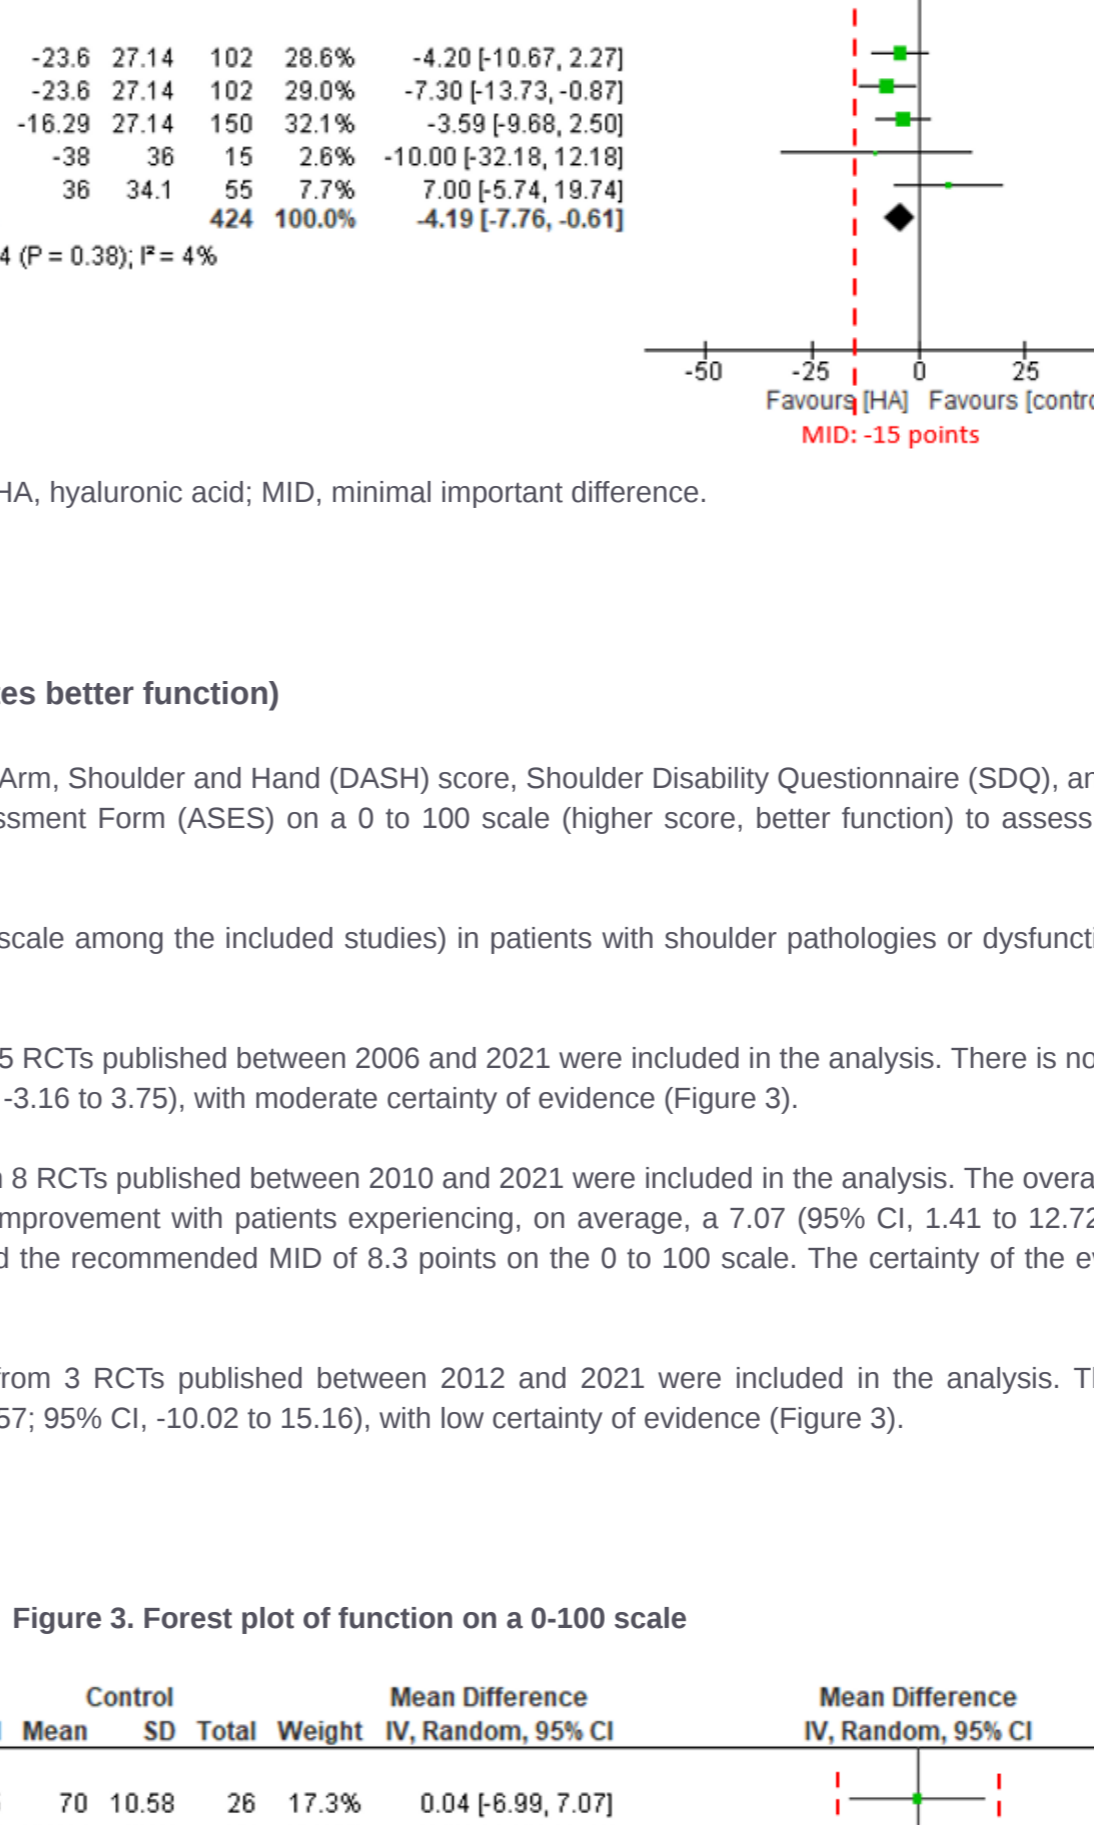 -23.6 27.14 102 28.6% -4.20 [-10.67, 2.27]
-23.6 27.14 102 29.0% -7.30 [-13.73, -0.87]
-16.29 27.14 150 32.1% -3.59 [-9.68, 2.50]
-38 36 15 2.6% -10.00 [-32.18, 12.18]
36 34.1 55 7.7% 7.00 [-5.74, 19.74]
424 100.0% -4.19 [-7.76, -0.61]
4 (P = 0.38); I² = 4%
-50 -25 0 25
Favours [HA] Favours [contro
MID: -15 points
HA, hyaluronic acid; MID, minimal important difference.
tes better function)
Arm, Shoulder and Hand (DASH) score, Shoulder Disability Questionnaire (SDQ), an
ssment Form (ASES) on a 0 to 100 scale (higher score, better function) to assess
scale among the included studies) in patients with shoulder pathologies or dysfuncti
5 RCTs published between 2006 and 2021 were included in the analysis. There is no
-3.16 to 3.75), with moderate certainty of evidence (Figure 3).
n 8 RCTs published between 2010 and 2021 were included in the analysis. The overa
mprovement with patients experiencing, on average, a 7.07 (95% CI, 1.41 to 12.72
d the recommended MID of 8.3 points on the 0 to 100 scale. The certainty of the e
from 3 RCTs published between 2012 and 2021 were included in the analysis. T
57; 95% CI, -10.02 to 15.16), with low certainty of evidence (Figure 3).
Figure 3. Forest plot of function on a 0-100 scale
Control Mean Difference Mean Difference
Mean SD Total Weight IV, Random, 95% CI IV, Random, 95% CI
70 10.58 26 17.3% 0.04 [-6.99, 7.07]